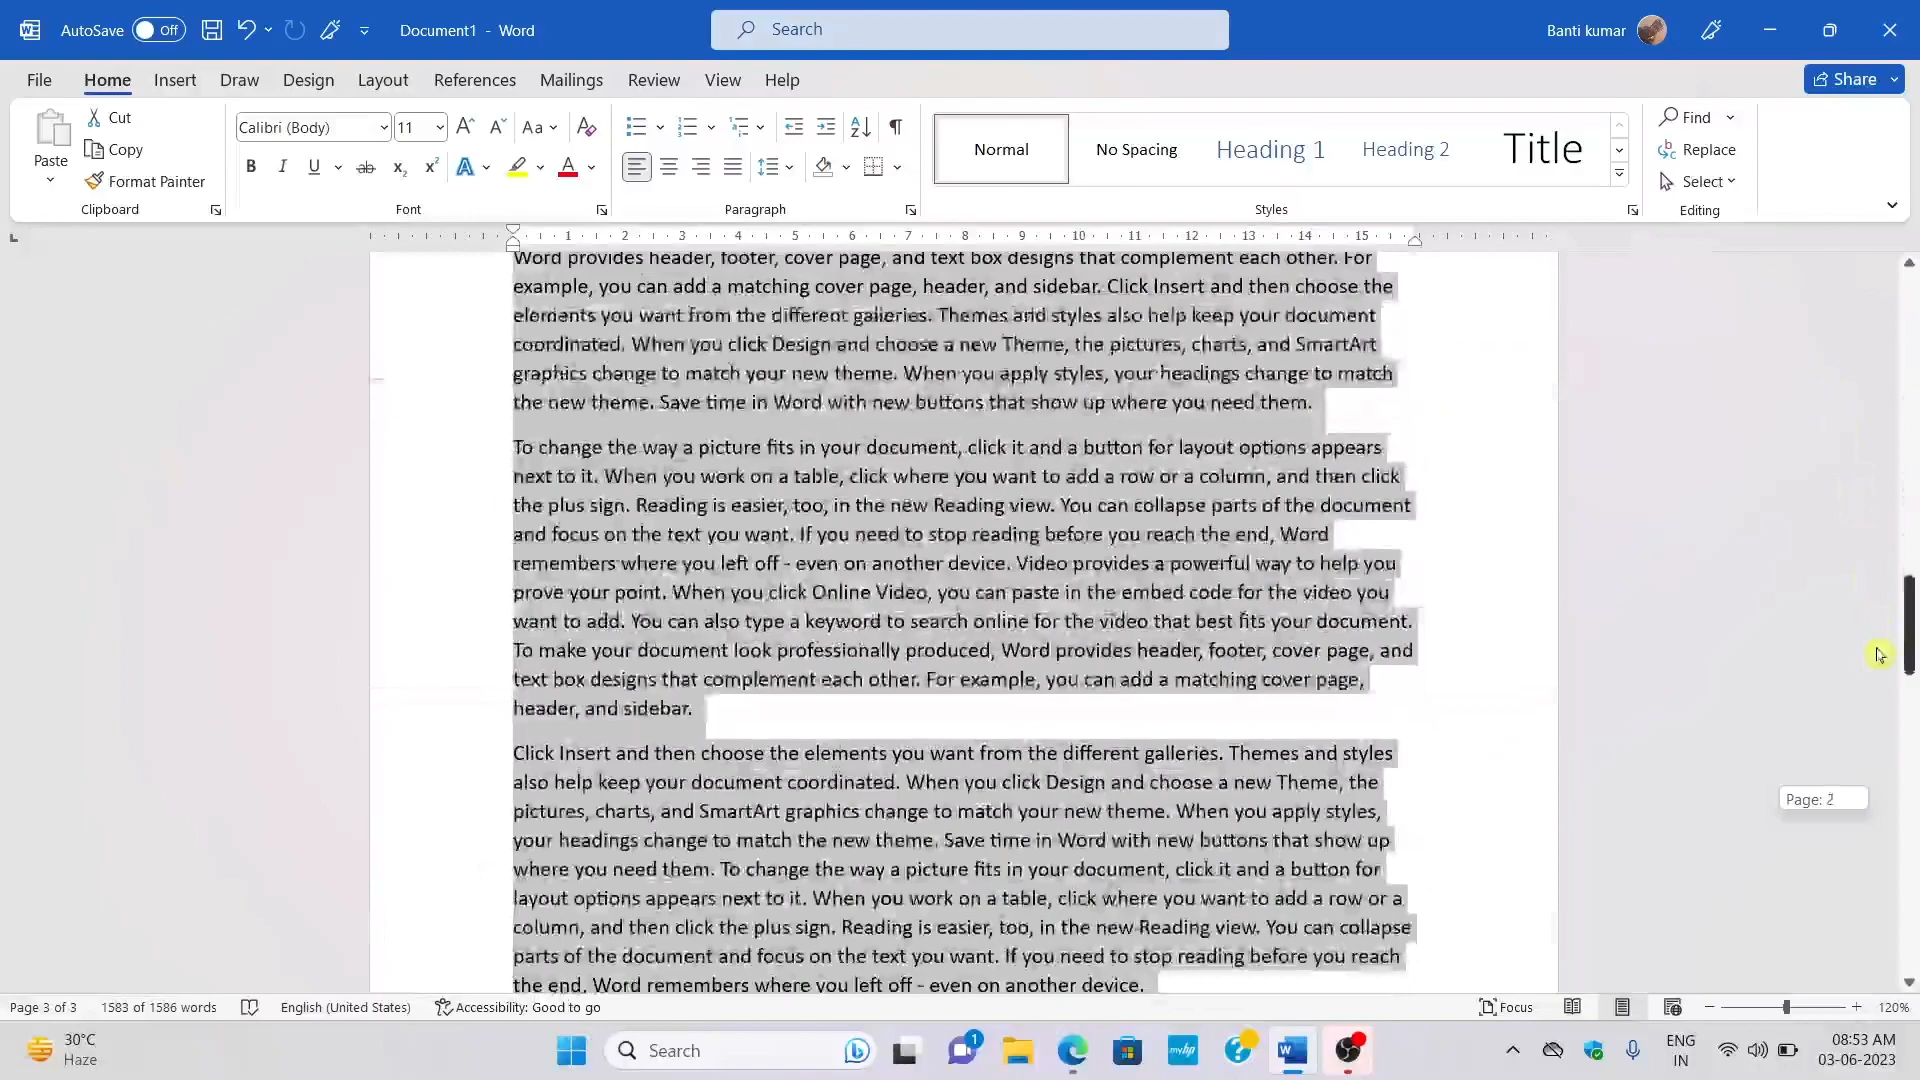 AutoSave Off Document1 - Word Search Banti kumar
File Home Insert Draw Design Layout References Mailings Review View Help Share
Paste Cut Copy Format Painter Clipboard
Calibri (Body) 11 Font
Paragraph
Normal No Spacing Heading 1 Heading 2 Title Styles
Find Replace Select Editing
1 2 3 4 5 6 7 8 9 10 11 12 13 14 15
Word provides header, footer, cover page, and text box designs that complement each other. For
example, you can add a matching cover page, header, and sidebar. Click Insert and then choose the
elements you want from the different galleries. Themes and styles also help keep your document
coordinated. When you click Design and choose a new Theme, the pictures, charts, and SmartArt
graphics change to match your new theme. When you apply styles, your headings change to match
the new theme. Save time in Word with new buttons that show up where you need them.
To change the way a picture fits in your document, click it and a button for layout options appears
next to it. When you work on a table, click where you want to add a row or a column, and then click
the plus sign. Reading is easier, too, in the new Reading view. You can collapse parts of the document
and focus on the text you want. If you need to stop reading before you reach the end, Word
remembers where you left off - even on another device. Video provides a powerful way to help you
prove your point. When you click Online Video, you can paste in the embed code for the video you
want to add. You can also type a keyword to search online for the video that best fits your document.
To make your document look professionally produced, Word provides header, footer, cover page, and
text box designs that complement each other. For example, you can add a matching cover page,
header, and sidebar.
Click Insert and then choose the elements you want from the different galleries. Themes and styles
also help keep your document coordinated. When you click Design and choose a new Theme, the
pictures, charts, and SmartArt graphics change to match your new theme. When you apply styles,
your headings change to match the new theme. Save time in Word with new buttons that show up
where you need them. To change the way a picture fits in your document, click it and a button for
layout options appears next to it. When you work on a table, click where you want to add a row or a
column, and then click the plus sign. Reading is easier, too, in the new Reading view. You can collapse
parts of the document and focus on the text you want. If you need to stop reading before you reach
the end, Word remembers where you left off - even on another device.
Page: 2
Page 3 of 3 1583 of 1586 words English (United States) Accessibility: Good to go Focus 120%
30°C
Haze
Search
1
myhp
ENG
IN
08:53 AM
03-06-2023